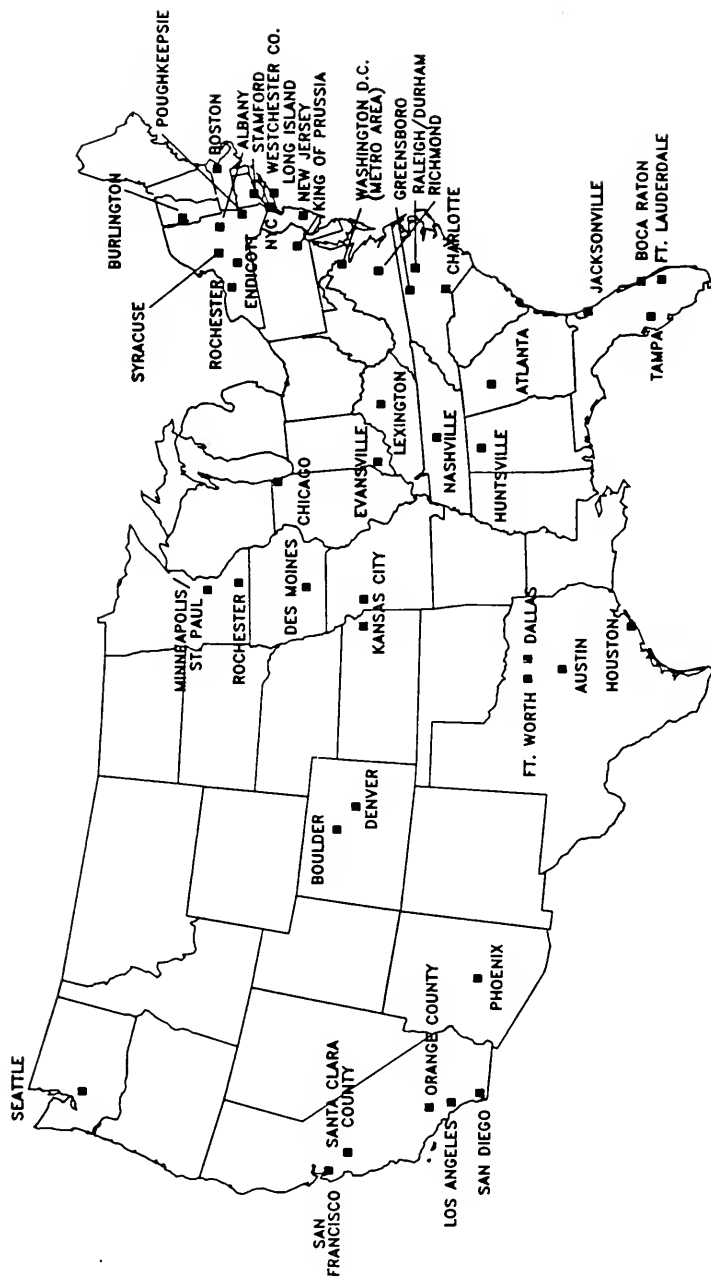 SEATTLE
SAN
FRANCISCO
SANTA CLARA
COUNTY
ORANGE COUNTY
LOS ANGELES
SAN DIEGO
PHOENIX
BOULDER
DENVER
MINNEAPOLIS
ST. PAUL
ROCHESTER
DES MOINES
KANSAS CITY
FT. WORTH
DALLAS
AUSTIN
HOUSTON
CHICAGO
EVANSVILLE
LEXINGTON
NASHVILLE
HUNTSVILLE
ATLANTA
SYRACUSE
BURLINGTON
ROCHESTER
ENDICOTT
NYC
POUGHKEEPSIE
BOSTON
ALBANY
STAMFORD
WESTCHESTER CO.
LONG ISLAND
NEW JERSEY
KING OF PRUSSIA
WASHINGTON D.C.
(METRO AREA)
GREENSBORO
RALEIGH/DURHAM
RICHMOND
CHARLOTTE
JACKSONVILLE
BOCA RATON
FT. LAUDERDALE
TAMPA